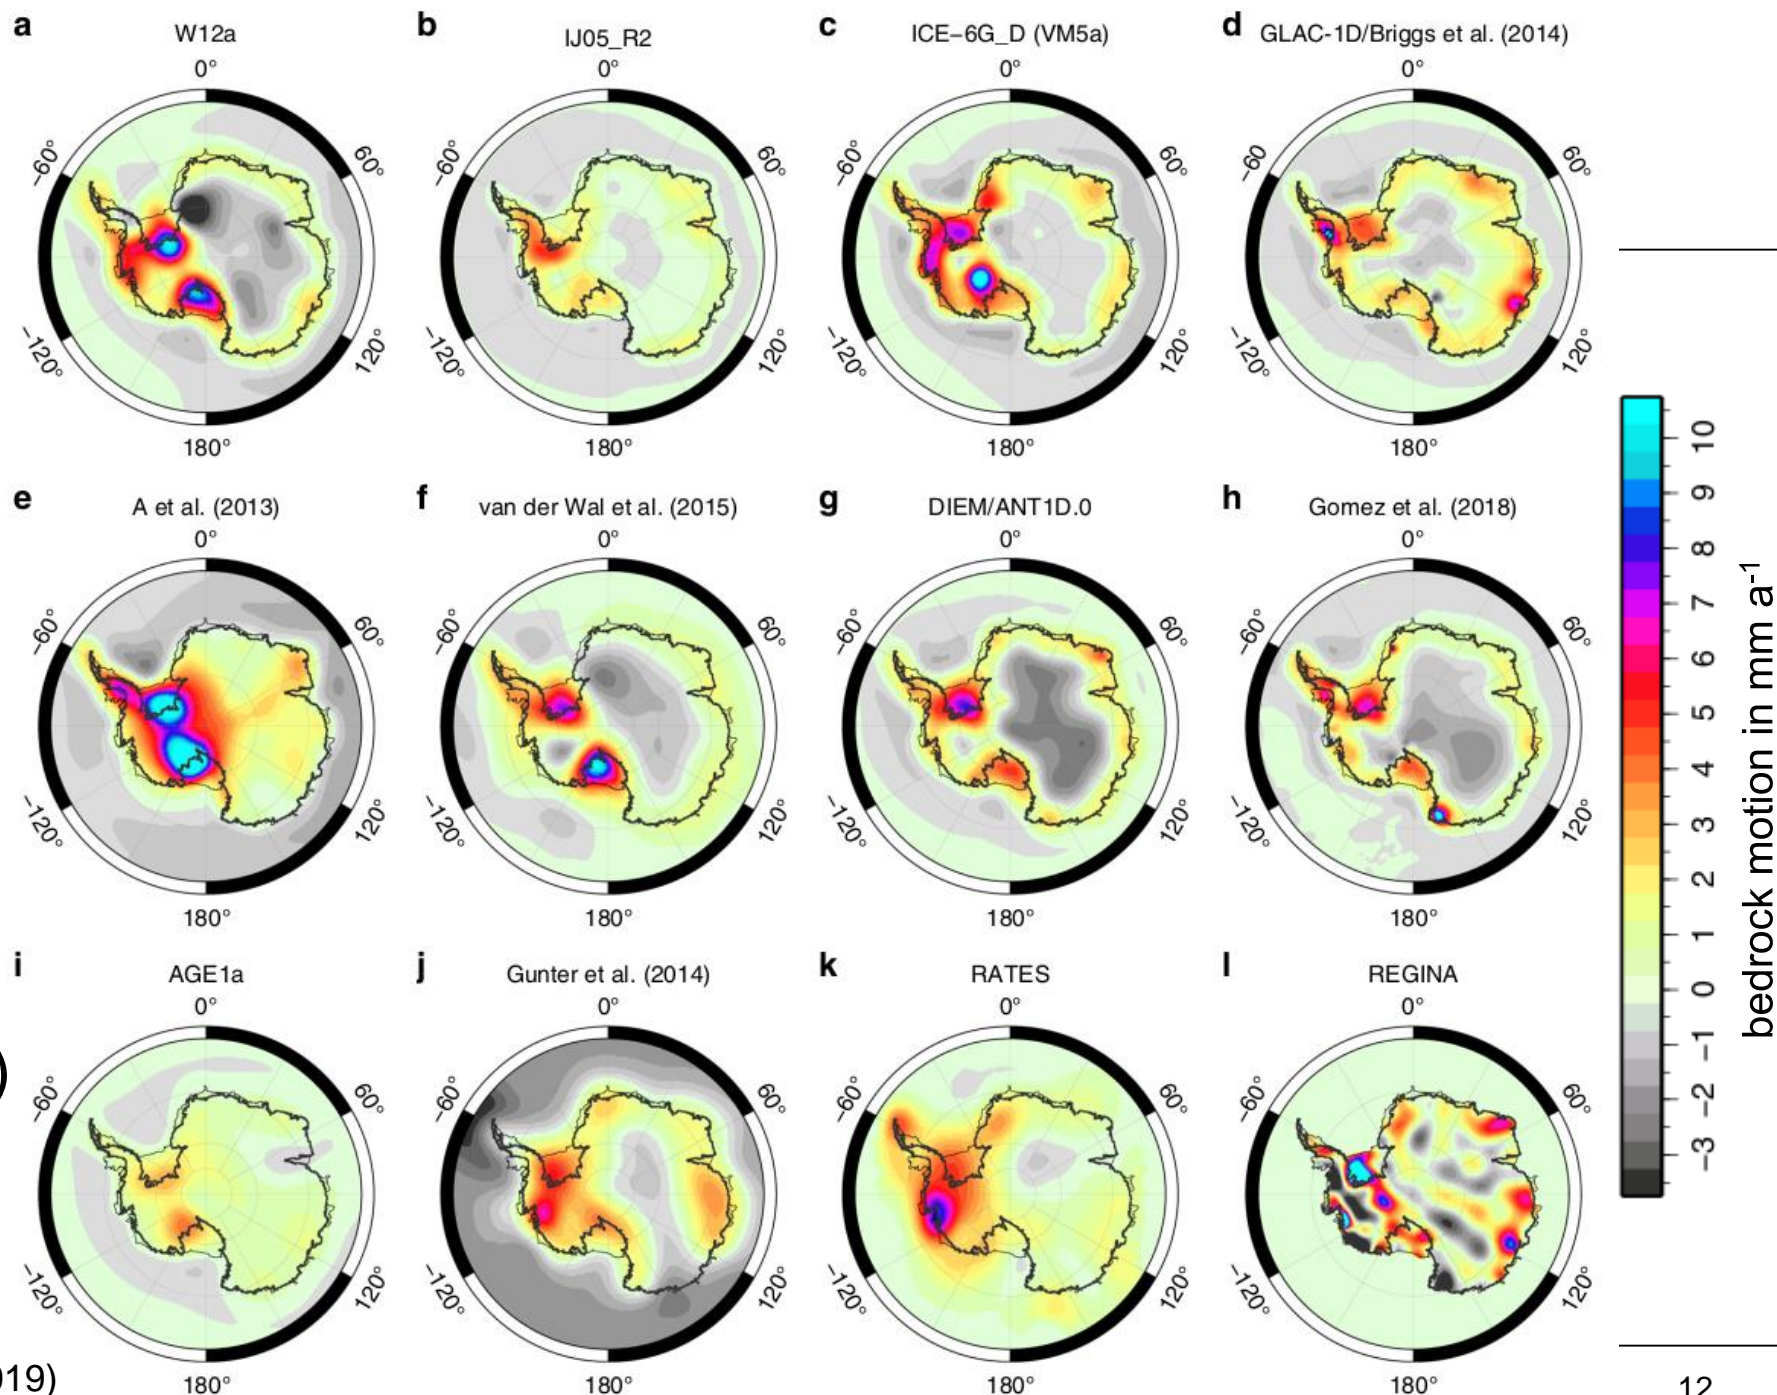 a W12a
b IJ05_R2
c ICE−6G_D (VM5a)
d GLAC-1D/Briggs et al. (2014)
0° 0° 0° 0°
−60° 60° −60° 60° −60° 60° −60 60°
−120° 120° −120° 120° −120° 120° −120° 120°
180° 180° 180° 180°
e A et al. (2013)
f van der Wal et al. (2015)
g DIEM/ANT1D.0
h Gomez et al. (2018)
0° 0° 0° 0°
−60° 60° −60° 60° −60° 60° −60° 60°
−120° 120° −120° 120° −120° 120° −120° 120°
180° 180° 180° 180°
i AGE1a
j Gunter et al. (2014)
k RATES
l REGINA
0° 0° 0° 0°
−60° 60° −60° 60° −60° 60° −60° 60°
−120° 120° −120° 120° −120° 120° −120° 120°
180° 180° 180° 180°
10
9
8
7
6
5
4
3
2
1
0
−1
−2
−3
bedrock motion in mm a-1
)
019)
12